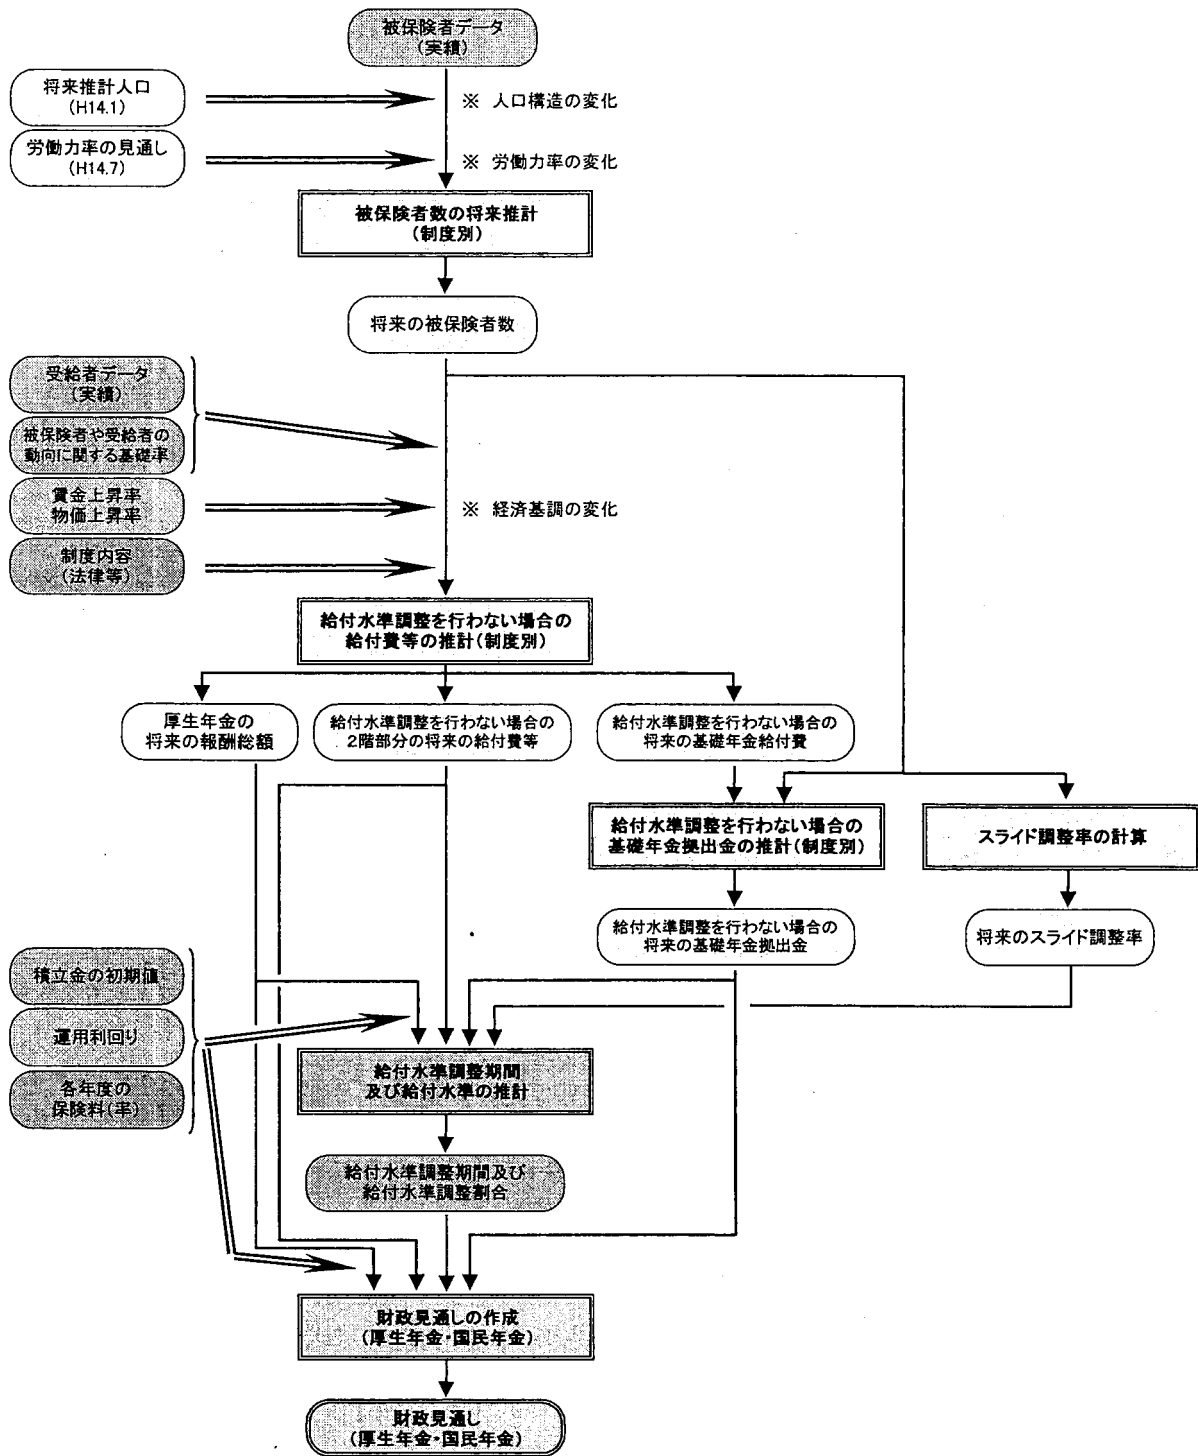 被保険者データ
(実績)
将来推計人口
(H14.1)
※ 人口構造の変化
労働力率の見通し
(H14.7)
※ 労働力率の変化
被保険者数の将来推計
(制度別)
将来の被保険者数
受給者データ
(実績)
被保険者や受給者の
動向に関する基礎率
賃金上昇率
物価上昇率
※ 経済基調の変化
制度内容
(法律等)
給付水準調整を行わない場合の
給付費等の推計(制度別)
厚生年金の
将来の報酬総額
給付水準調整を行わない場合の
2階部分の将来の給付費等
給付水準調整を行わない場合の
将来の基礎年金給付費
給付水準調整を行わない場合の
基礎年金拠出金の推計(制度別)
スライド調整率の計算
給付水準調整を行わない場合の
将来の基礎年金拠出金
将来のスライド調整率
積立金の初期値
運用利回り
各年度の
保険料(率)
給付水準調整期間
及び給付水準の推計
給付水準調整期間及び
給付水準調整割合
財政見通しの作成
(厚生年金・国民年金)
財政見通し
(厚生年金・国民年金)